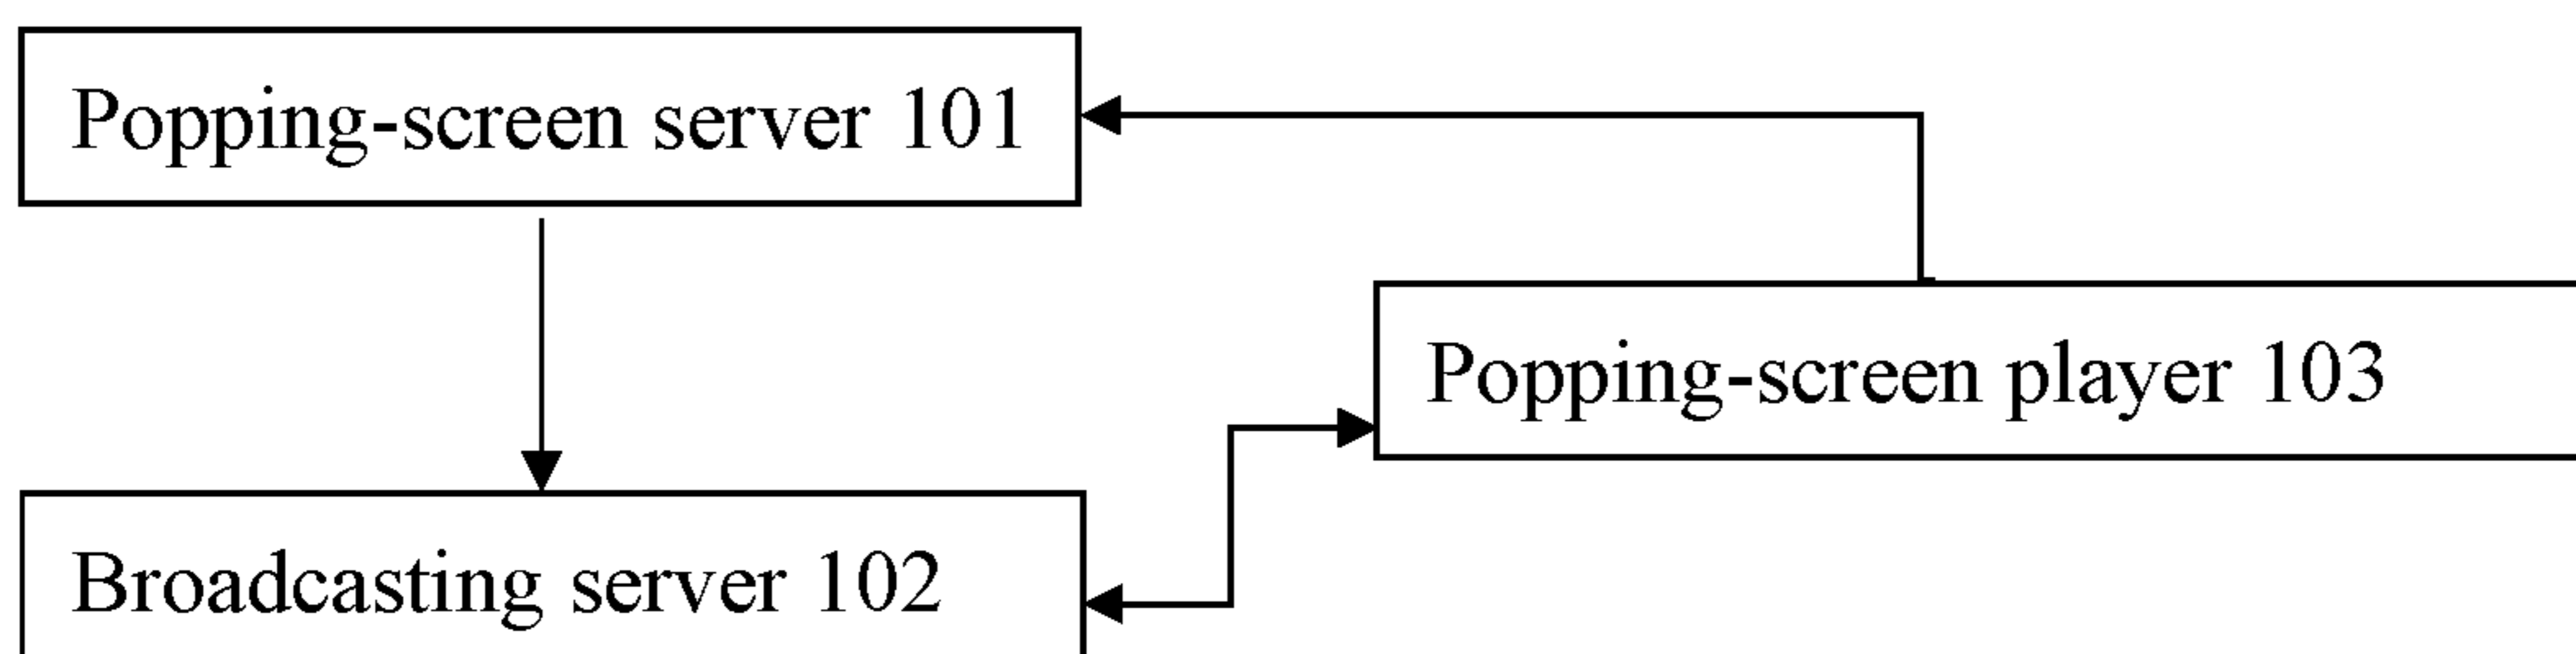 Popping-screen server 101
Popping-screen player 103
Broadcasting server 102